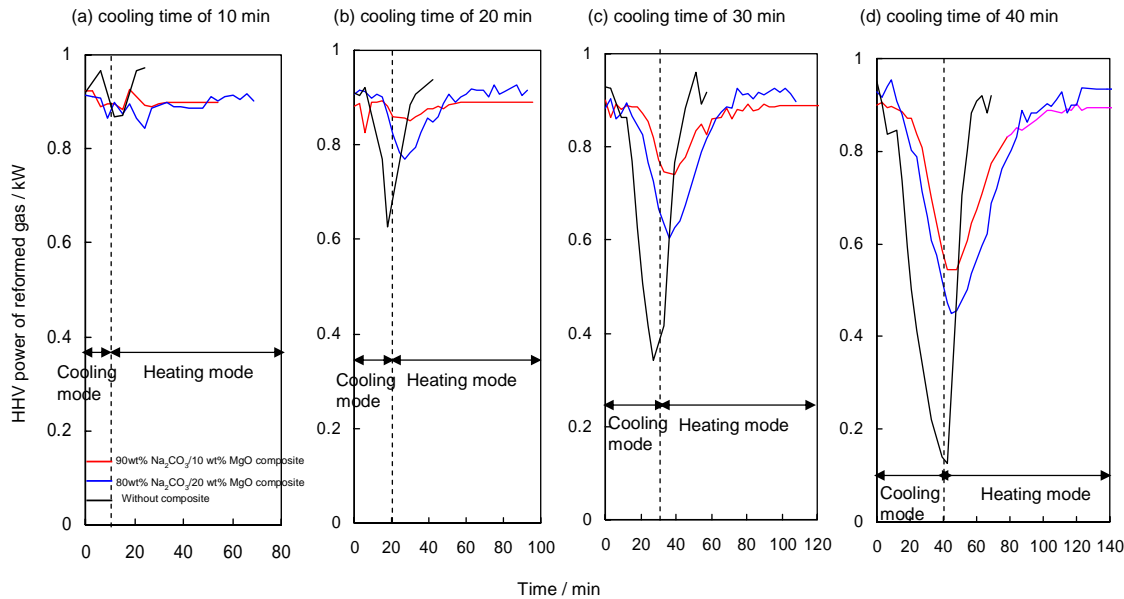 (a) cooling time of 10 min
(b) cooling time of 20 min
(c) cooling time of 30 min
(d) cooling time of 40 min
HHV power of reformed gas / kW
1
0.8
0.6
0.4
0.2
0
Cooling
mode
Heating mode
90wt% Na₂CO₃/10 wt% MgO composite
80wt% Na₂CO₃/20 wt% MgO composite
Without composite
0 20 40 60 80
1
0.8
0.6
0.4
0.2
0
Cooling
mode
Heating mode
0 20 40 60 80 100
1
0.8
0.6
0.4
0.2
0
Cooling
mode
Heating mode
0 20 40 60 80 100 120
1
0.8
0.6
0.4
0.2
0
Cooling
mode
Heating mode
0 20 40 60 80 100 120 140
Time / min